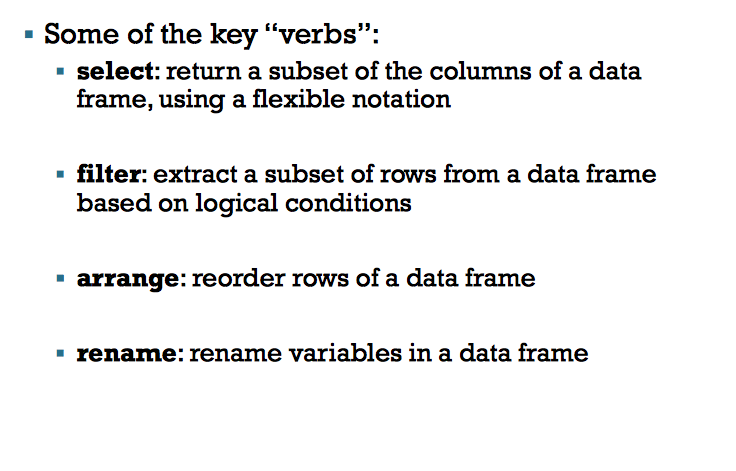 ▪ Some of the key “verbs”:
▪ select: return a subset of the columns of a data
frame, using a flexible notation
▪ filter: extract a subset of rows from a data frame
based on logical conditions
▪ arrange: reorder rows of a data frame
▪ rename: rename variables in a data frame